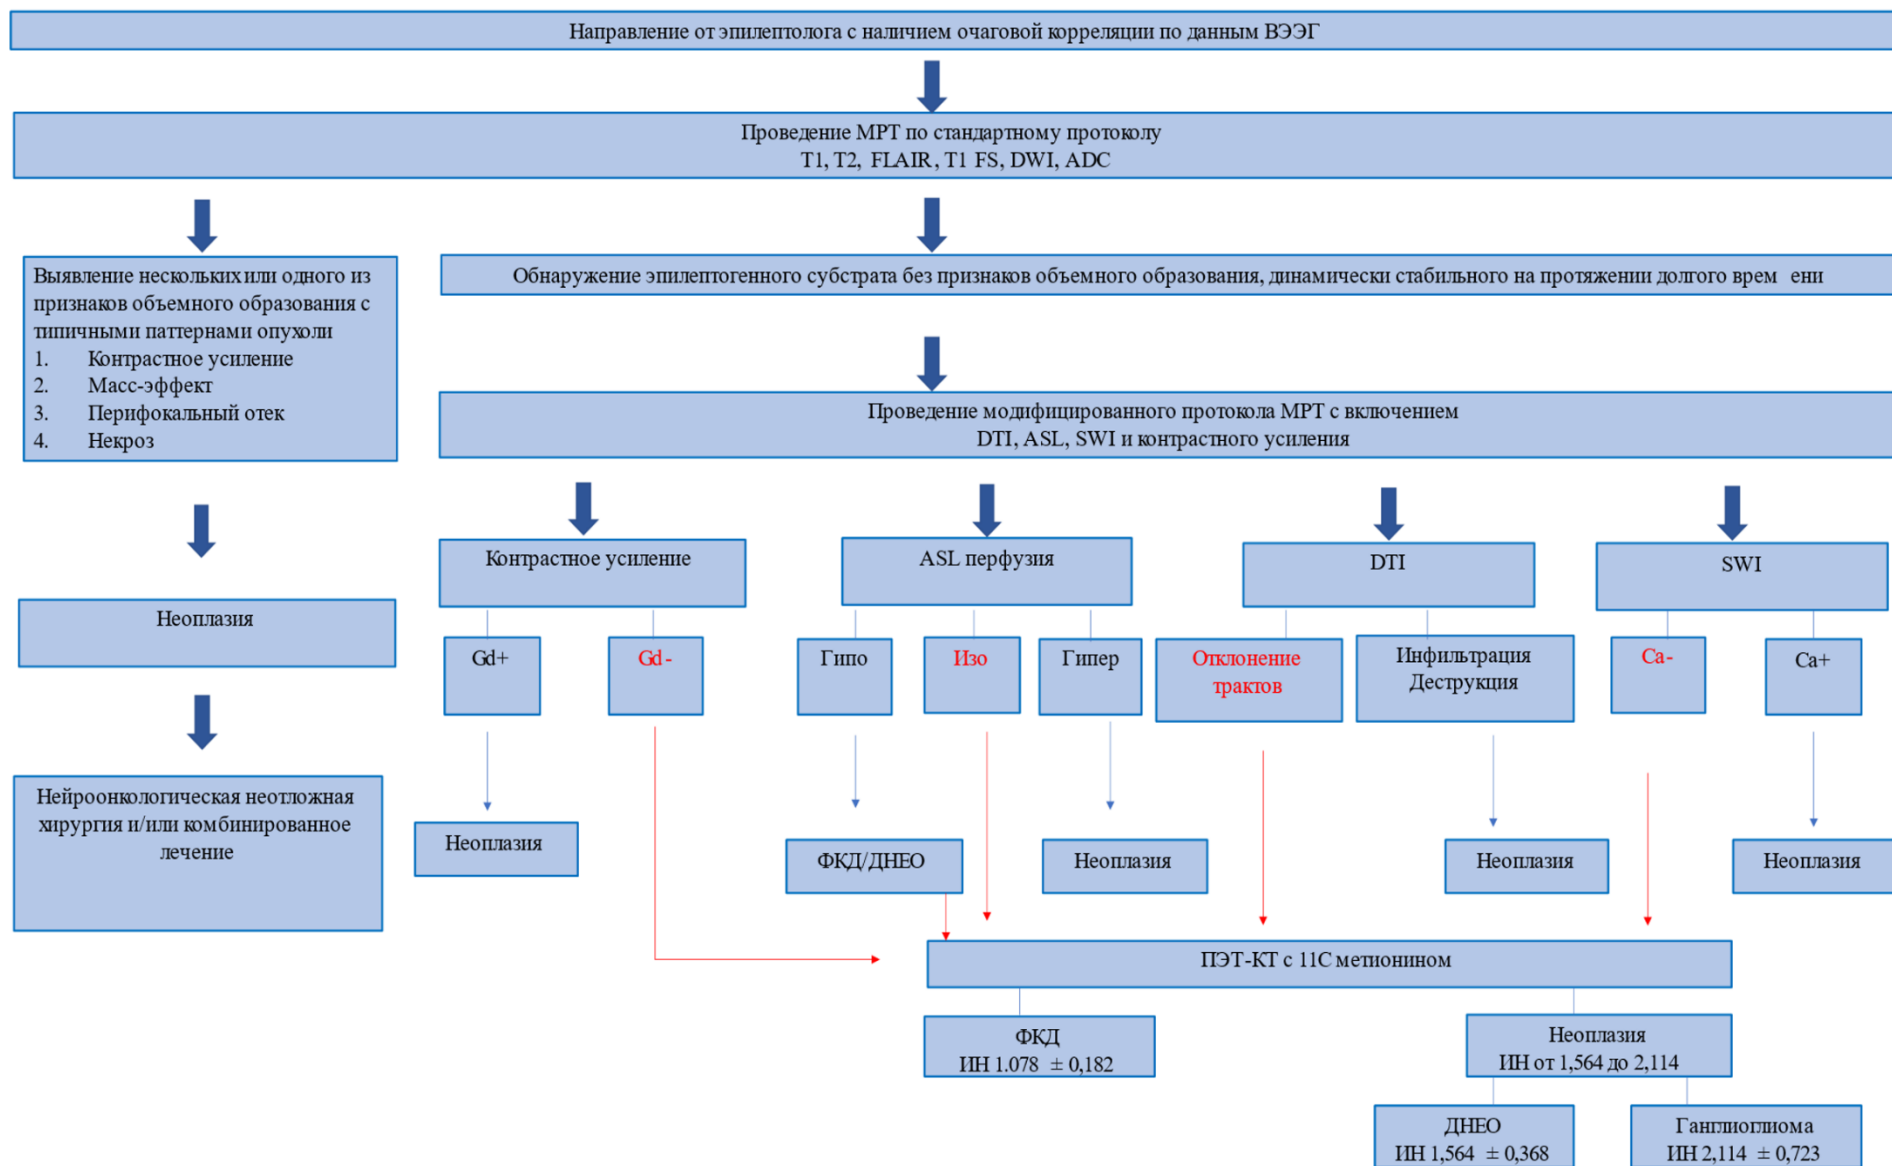 Направление от эпилептолога с наличием очаговой корреляции по данным ВЭЭГ
Проведение МРТ по стандартному протоколу
T1, T2, FLAIR, T1 FS, DWI, ADC
Выявление нескольких или одного из
признаков объемного образования с
типичными паттернами опухоли
1. Контрастное усиление
2. Масс-эффект
3. Перифокальный отек
4. Некроз
Неоплазия
Нейроонкологическая неотложная
хирургия и/или комбинированное
лечение
Обнаружение эпилептогенного субстрата без признаков объемного образования, динамически стабильного на протяжении долгого врем ени
Проведение модифицированного протокола МРТ с включением
DTI, ASL, SWI и контрастного усиления
Контрастное усиление
ASL перфузия
DTI
SWI
Gd+
Gd-
Гипо
Изо
Гипер
Отклонение
трактов
Инфильтрация
Деструкция
Ca-
Ca+
Неоплазия
ФКД/ДНЕО
Неоплазия
Неоплазия
Неоплазия
ПЭТ-КТ с 11С метионином
ФКД
ИН 1.078 ± 0,182
Неоплазия
ИН от 1,564 до 2,114
ДНЕО
ИН 1,564 ± 0,368
Ганглиоглиома
ИН 2,114 ± 0,723